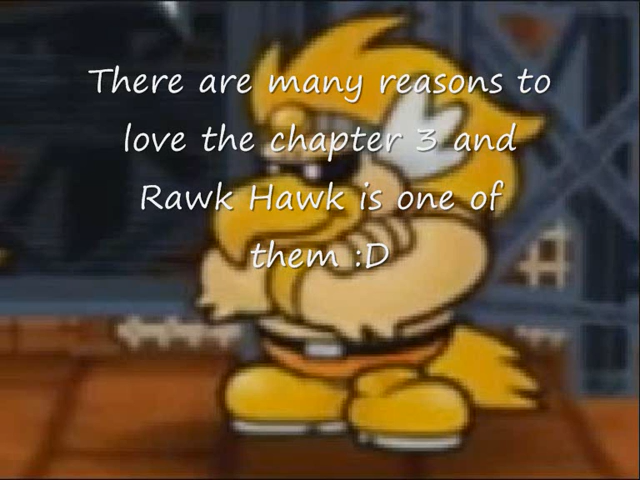 There are many reasons to
love the chapter 3 and
Rawk Hawk is one of
them :D